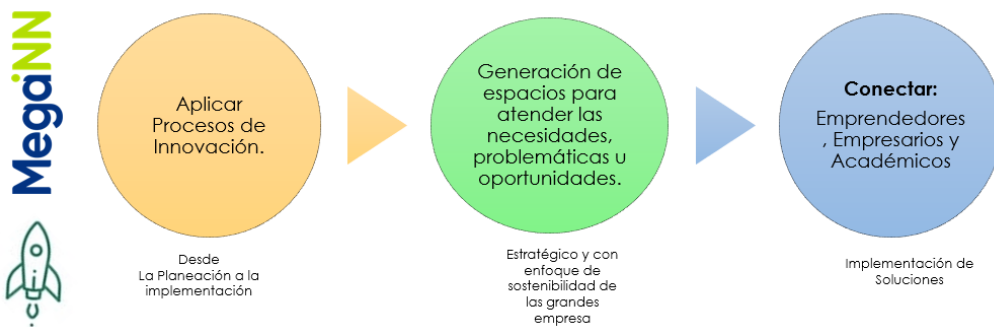 MegaiNN
Aplicar
Procesos de
Innovación.
Desde
La Planeación a la
implementación
Generación de
espacios para
atender las
necesidades,
problemáticas u
oportunidades.
Estratégico y con
enfoque de
sostenibilidad de
las grandes
empresa
Conectar:
Emprendedores
, Empresarios y
Académicos
Implementación de
Soluciones